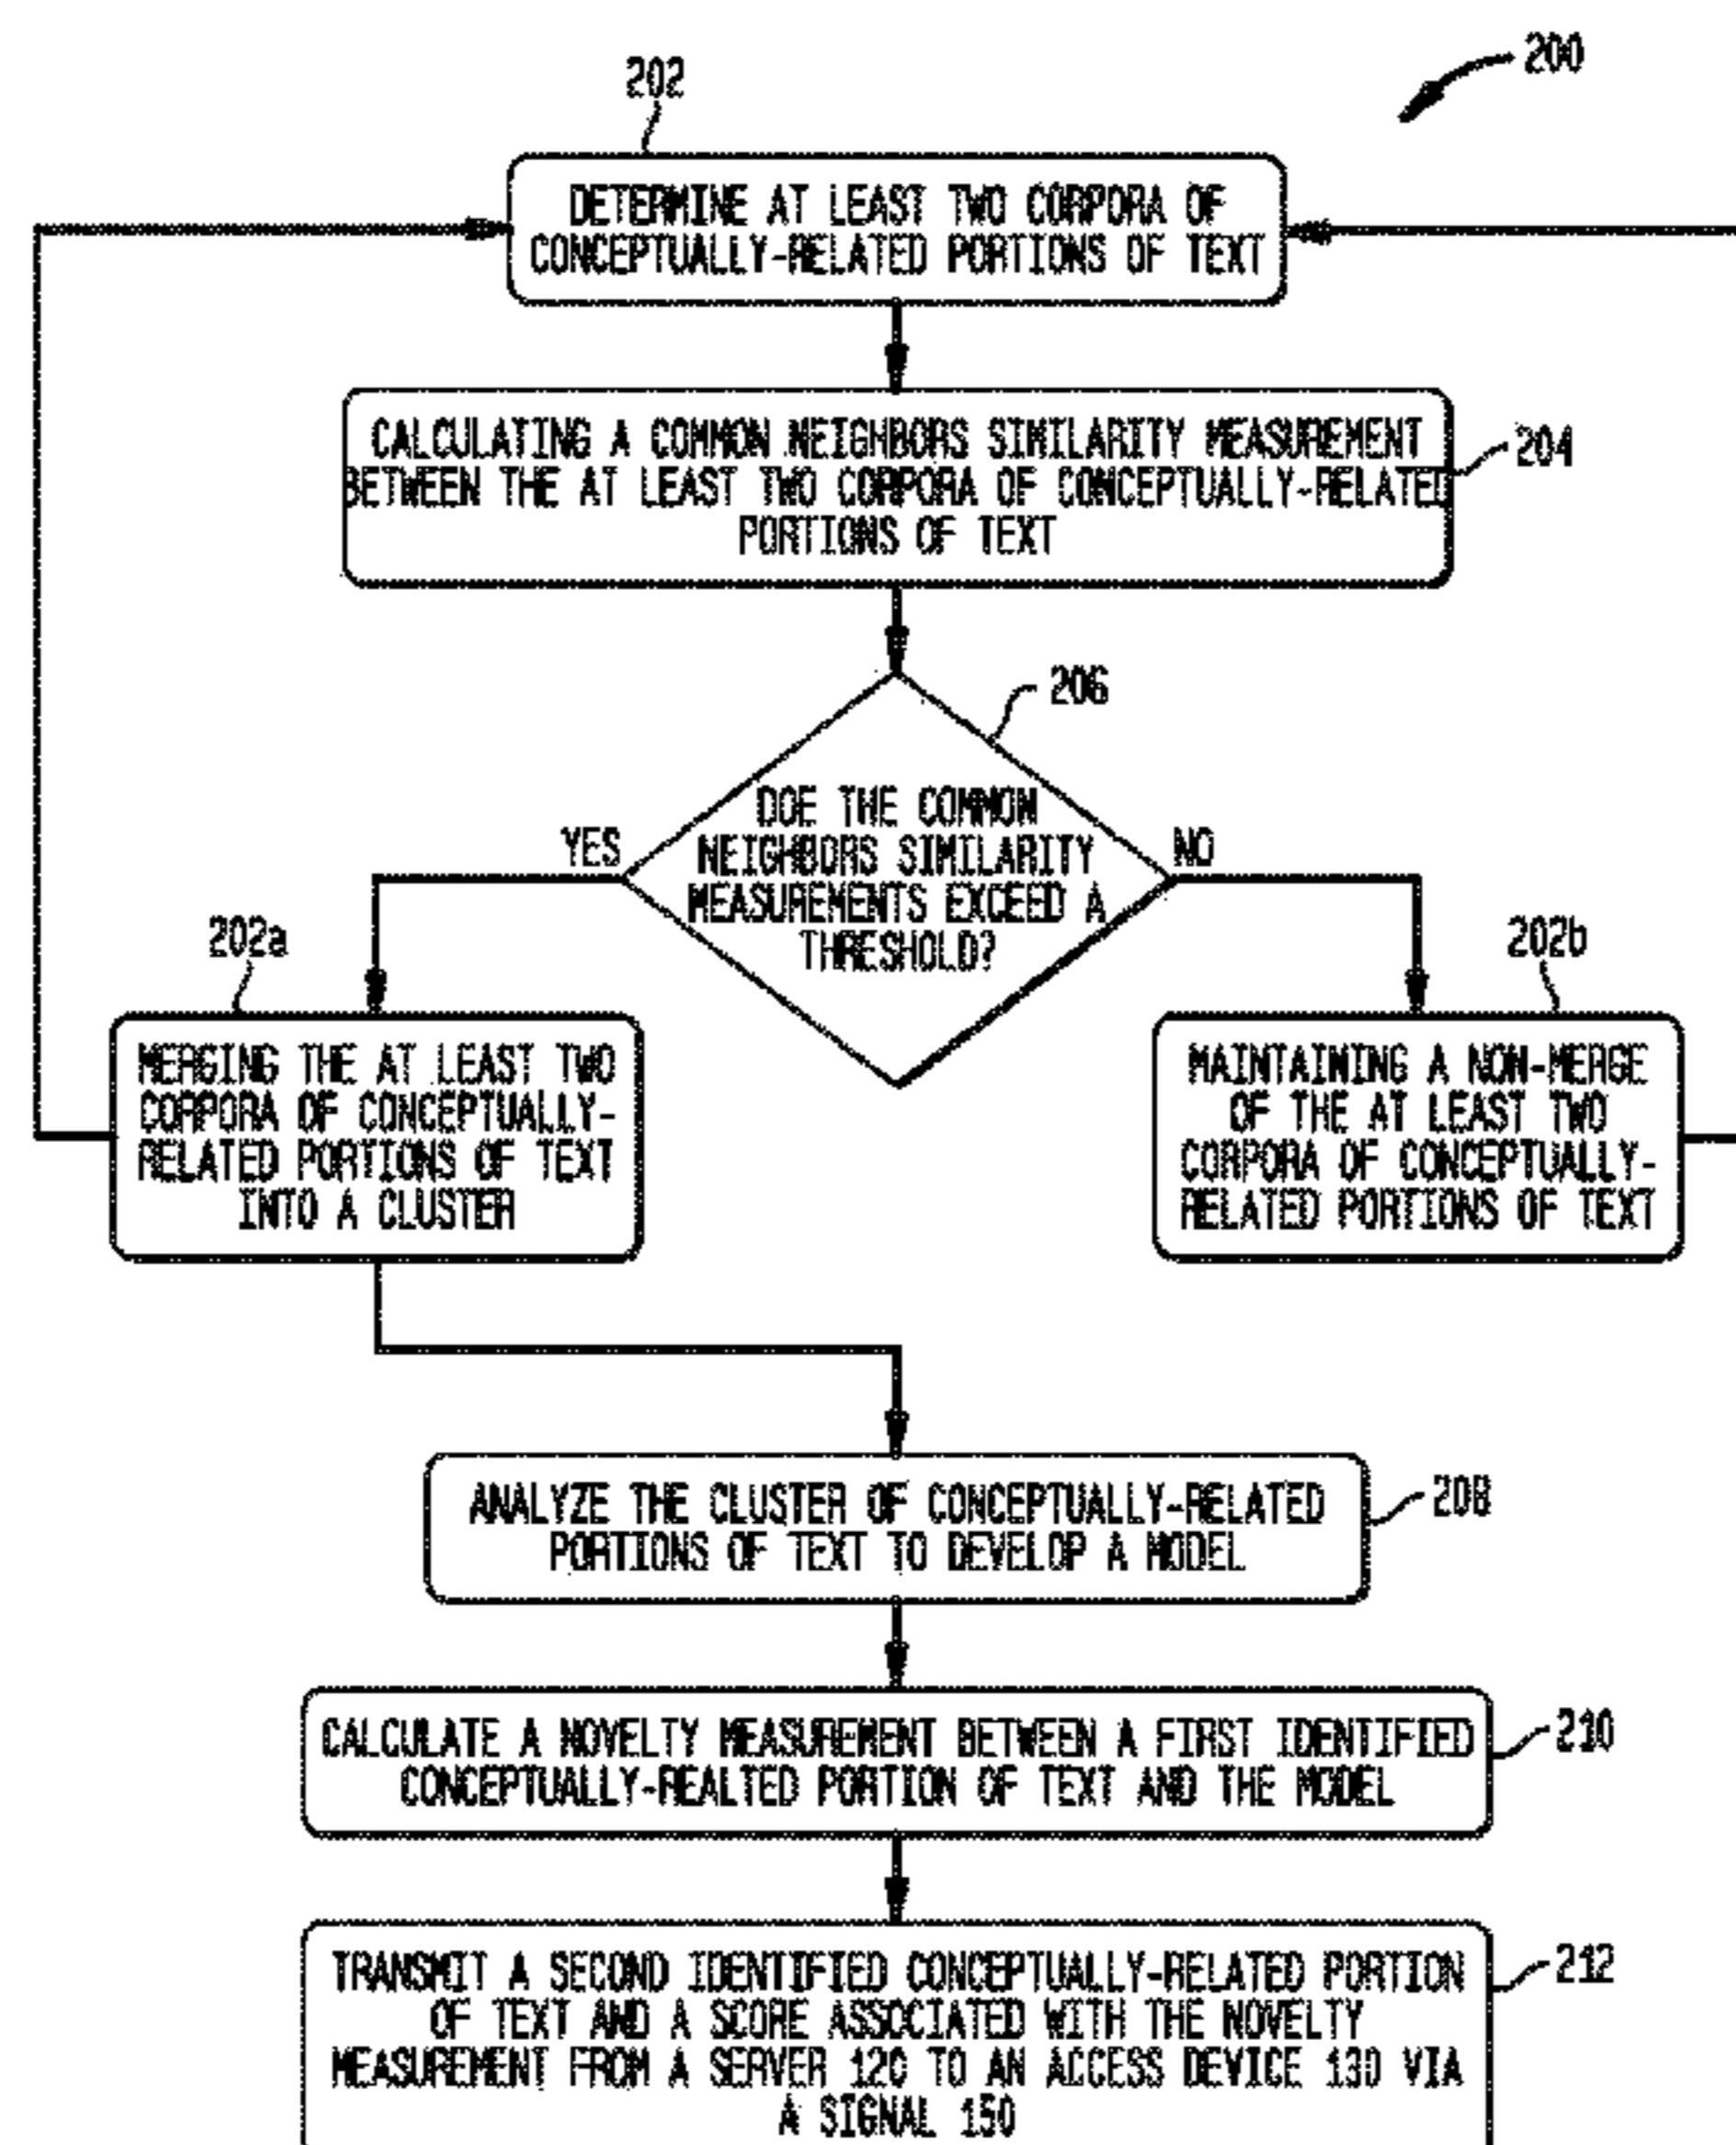 200
202
DETERMINE AT LEAST TWO CORPORA OF
CONCEPTUALLY-RELATED PORTIONS OF TEXT
CALCULATING A COMMON NEIGHBORS SIMILARITY MEASUREMENT
BETWEEN THE AT LEAST TWO CORPORA OF CONCEPTUALLY-RELATED
PORTIONS OF TEXT
204
206
DOE THE COMMON
NEIGHBORS SIMILARITY
MEASUREMENTS EXCEED A
THRESHOLD?
YES
NO
202a
202b
MERGING THE AT LEAST TWO
CORPORA OF CONCEPTUALLY-
RELATED PORTIONS OF TEXT
INTO A CLUSTER
MAINTAINING A NON-MERGE
OF THE AT LEAST TWO
CORPORA OF CONCEPTUALLY-
RELATED PORTIONS OF TEXT
ANALYZE THE CLUSTER OF CONCEPTUALLY-RELATED
PORTIONS OF TEXT TO DEVELOP A MODEL
208
CALCULATE A NOVELTY MEASUREMENT BETWEEN A FIRST IDENTIFIED
CONCEPTUALLY-REALTED PORTION OF TEXT AND THE MODEL
210
TRANSMIT A SECOND IDENTIFIED CONCEPTUALLY-RELATED PORTION
OF TEXT AND A SCORE ASSOCIATED WITH THE NOVELTY
MEASUREMENT FROM A SERVER 120 TO AN ACCESS DEVICE 130 VIA
A SIGNAL 150
212